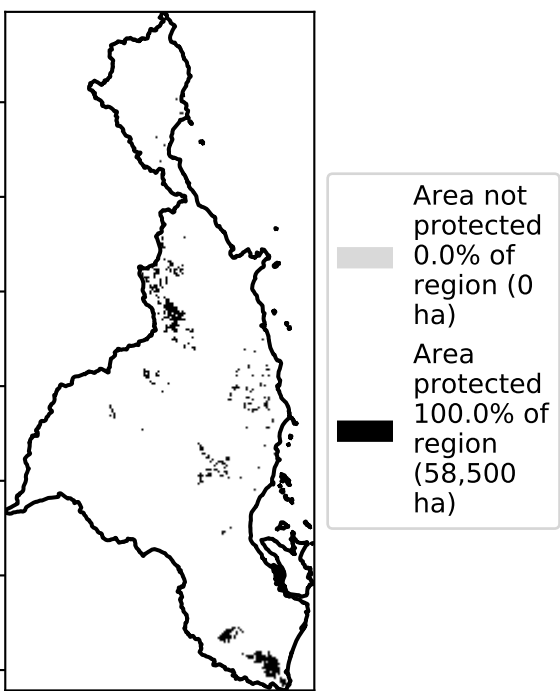 Area not
protected
0.0% of
region (0
ha)
Area
protected
100.0% of
region
(58,500
ha)